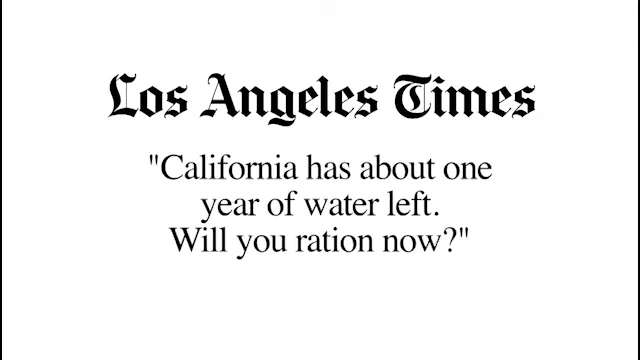 Los Angeles Times
"California has about one
year of water left.
Will you ration now?"